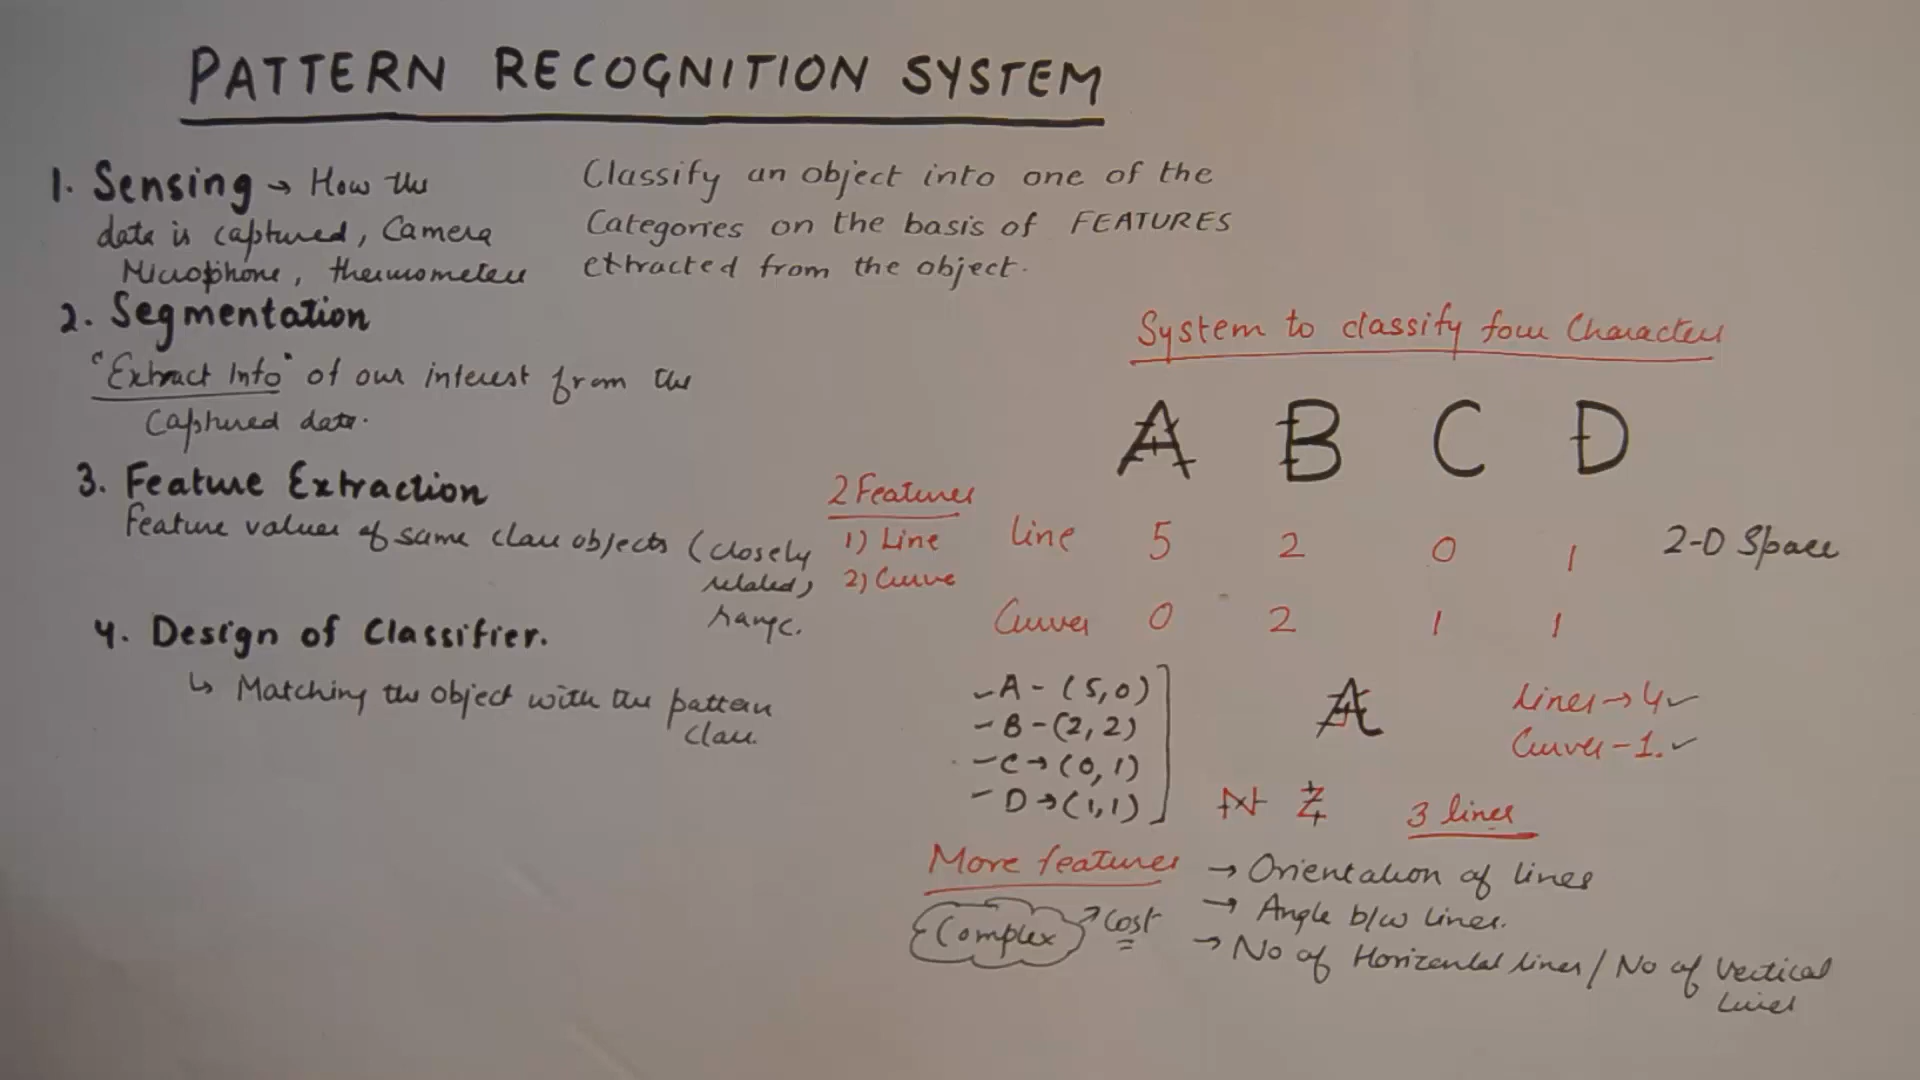 PATTERN RECOGNITION SYSTEM
1. Sensing → How the
data is captured, Camera
Microphone, thermometer
Classify an object into one of the
Categories on the basis of FEATURES
extracted from the object.
2. Segmentation
"Extract Info" of our interest from the
Captured data.
3. Feature Extraction
Feature values of same class objects (closely
related,
range.
4. Design of Classifier.
↳ Matching the object with the pattern
class.
System to classify four Characters
A B C D
2 Features
1) Line
2) Curve
line 5 2 0 1
Curves 0 2 1 1
2-D Space
- A - (5,0)
- B - (2,2)
- C → (0,1)
- D → (1,1)
A
Lines → 4 ✓
Curves - 1. ✓
N Z 3 lines
More features → Orientation of lines
→ Angle b/w lines.
→ No of Horizental lines / No of Vertical
lines
Complex ↗ Cost